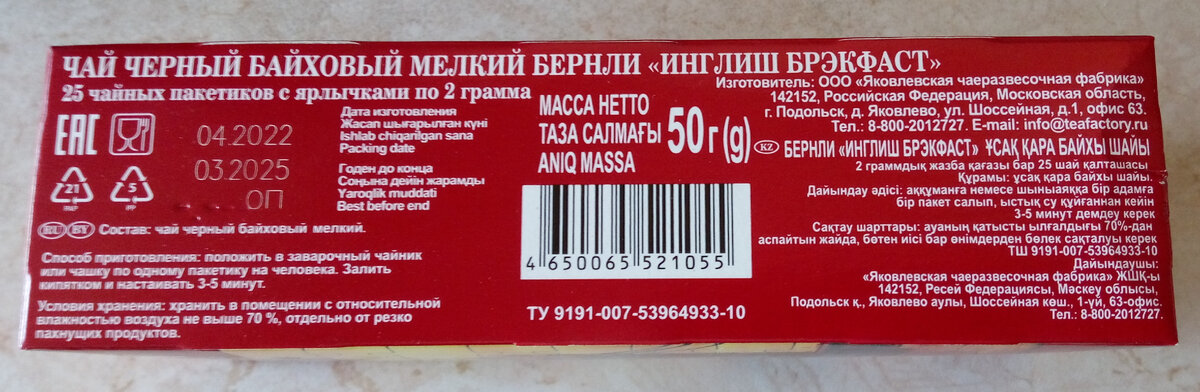 ЧАЙ ЧЕРНЫЙ БАЙХОВЫЙ МЕЛКИЙ БЕРНЛИ «ИНГЛИШ БРЭКФАСТ»
25 чайных пакетиков с ярлычками по 2 грамма
EAC
04.2022
03.2025
ОП
Дата изготовления
Жасап шығарылған күні
Ishlab chiqarilgan sana
Packing date
Годен до конца
Соңына дейін жарамды
Yaroqlik muddati
Best before end
21
PAP
5
PP
RU BY Состав: чай черный байховый мелкий.
Способ приготовления: положить в заварочный чайник
или чашку по одному пакетику на человека. Залить
кипятком и настаивать 3-5 минут.
Условия хранения: хранить в помещении с относительной
влажностью воздуха не выше 70 %, отдельно от резко
пахнущих продуктов.
МАССА НЕТТО
ТАЗА САЛМАҒЫ
ANIQ MASSA
50 г (g)
4 650065 521055
ТУ 9191-007-53964933-10
Изготовитель: ООО «Яковлевская чаеразвесочная фабрика»
142152, Российская Федерация, Московская область,
г. Подольск, д. Яковлево, ул. Шоссейная, д.1, офис 63.
Тел.: 8-800-2012727. E-mail: info@teafactory.ru
KZ БЕРНЛИ «ИНГЛИШ БРЭКФАСТ» ҰСАҚ ҚАРА БАЙХЫ ШАЙЫ
2 граммдық жазба қағазы бар 25 шай қалташасы
Құрамы: ұсақ қара байхы шайы.
Дайындау әдісі: аққұманға немесе шыныаяққа бір адамға
бір пакет салып, ыстық су құйғаннан кейін
3-5 минут демдеу керек
Сақтау шарттары: ауаның қатысты ылғалдылығы 70%-дан
аспайтын жайда, бөтен иісі бар өнімдерден бөлек сақталуы керек
ТШ 9191-007-53964933-10
Дайындаушы:
«Яковлевская чаеразвесочная фабрика» ЖШҚ-ы
142152, Ресей Федерациясы, Мәскеу облысы,
Подольск қ., Яковлево аулы, Шоссейная көш., 1-үй, 63-офис.
Тел.: 8-800-2012727.